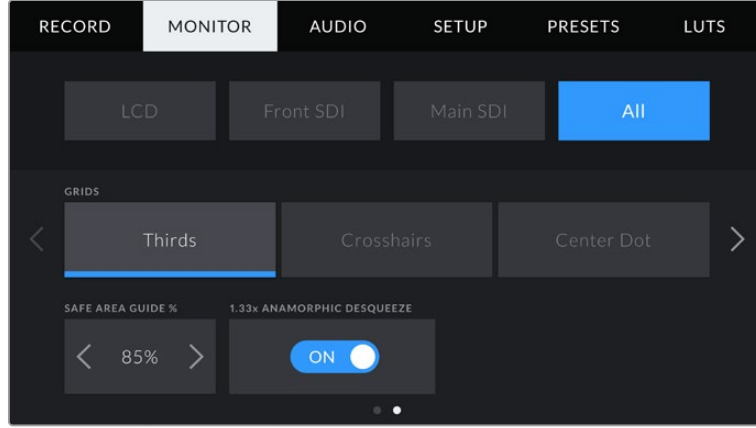 RECORD MONITOR AUDIO SETUP PRESETS LUTS
LCD Front SDI Main SDI All
GRIDS
Thirds Crosshairs Center Dot
SAFE AREA GUIDE % 1.33x ANAMORPHIC DESQUEEZE
85% ON